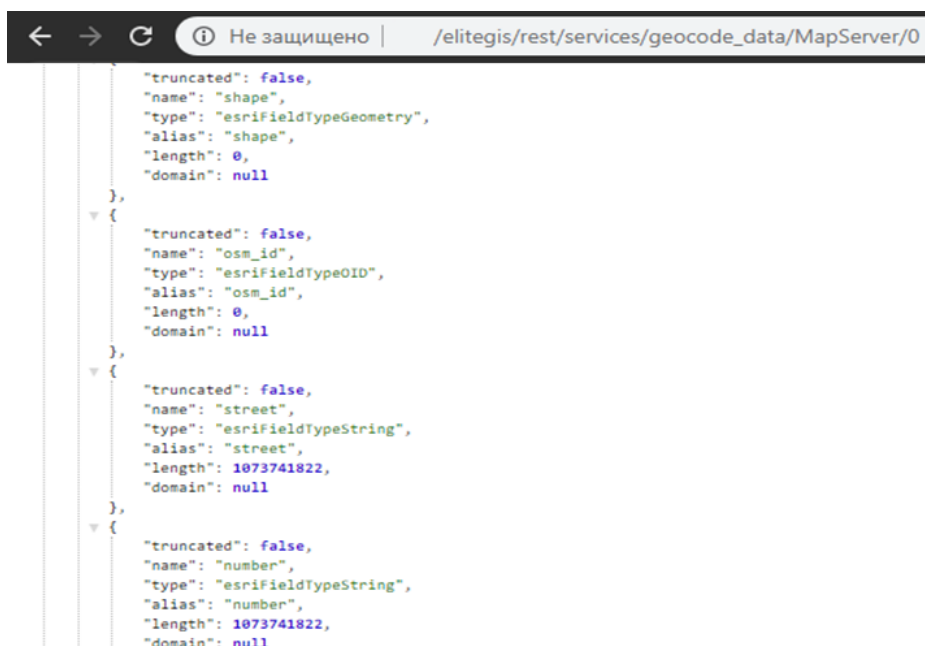 Не защищено | /elitegis/rest/services/geocode_data/MapServer/0
{
"truncated": false,
"name": "shape",
"type": "esriFieldTypeGeometry",
"alias": "shape",
"length": 0,
"domain": null
},
{
"truncated": false,
"name": "osm_id",
"type": "esriFieldTypeOID",
"alias": "osm_id",
"length": 0,
"domain": null
},
{
"truncated": false,
"name": "street",
"type": "esriFieldTypeString",
"alias": "street",
"length": 1073741822,
"domain": null
},
{
"truncated": false,
"name": "number",
"type": "esriFieldTypeString",
"alias": "number",
"length": 1073741822,
"domain": null